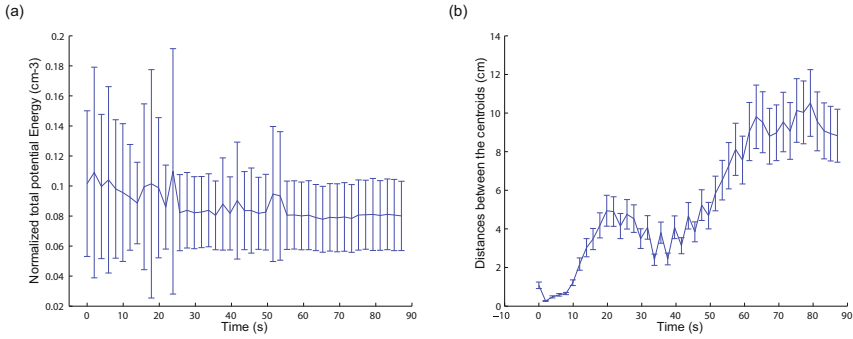 (a)
Normalized total potential Energy (cm-3)
0.2
0.18
0.16
0.14
0.12
0.1
0.08
0.06
0.04
0.02
0 10 20 30 40 50 60 70 80 90
Time (s)
(b)
Distances between the centroids (cm)
14
12
10
8
6
4
2
0
−10 0 10 20 30 40 50 60 70 80 90
Time (s)